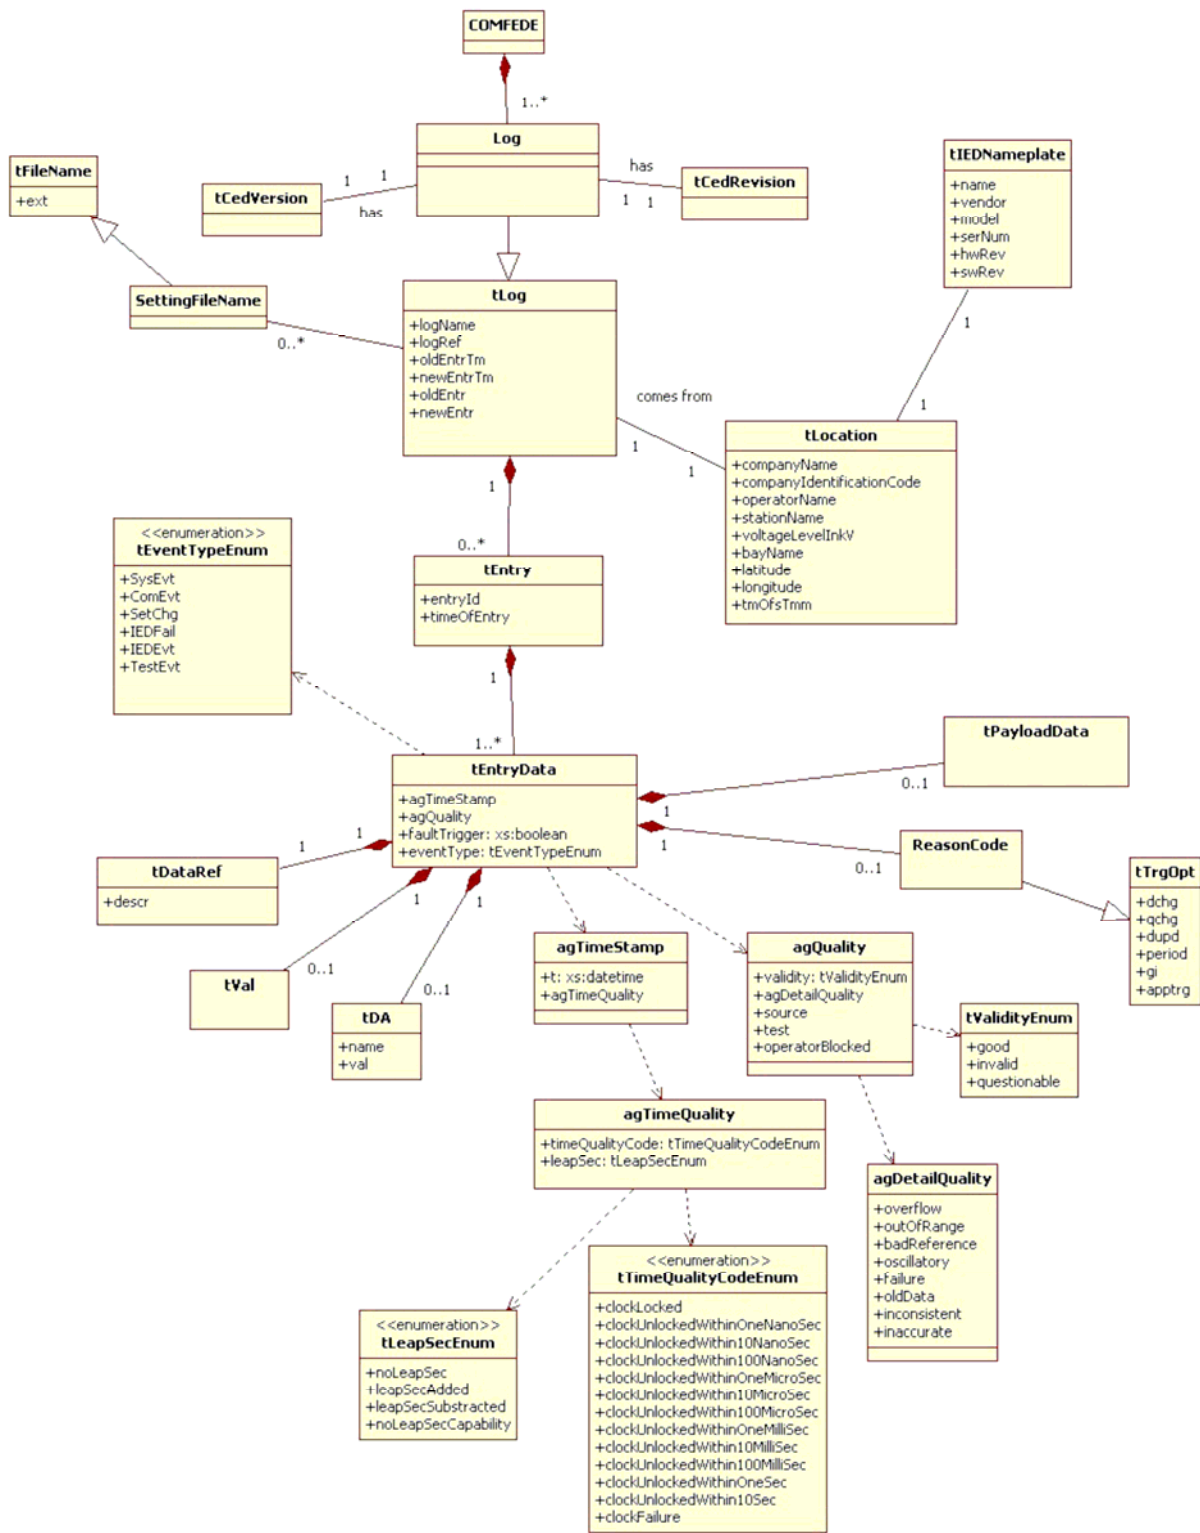 COMFEDE
1..*
Log
tFileName
+ext
tCedVersion
1
1
has
has
1
1
tCedRevision
tIEDNameplate
+name
+vendor
+model
+serNum
+hwRev
+swRev
SettingFileName
0..*
tLog
+logName
+logRef
+oldEntrTm
+newEntrTm
+oldEntr
+newEntr
1
1
comes from
1
1
tLocation
+companyName
+companyIdentificationCode
+operatorName
+stationName
+voltageLevelInkV
+bayName
+latitude
+longitude
+tmOfsTmm
1
0..*
<<enumeration>>
tEventTypeEnum
+SysEvt
+ComEvt
+SetChg
+IEDFail
+IEDEvt
+TestEvt
tEntry
+entryId
+timeOfEntry
1
1..*
tEntryData
+agTimeStamp
+agQuality
+faultTrigger: xs:boolean
+eventType: tEventTypeEnum
tPayloadData
0..1
1
1
0..1
ReasonCode
tTrgOpt
+dchg
+qchg
+dupd
+period
+gi
+apptrg
1
1
tDataRef
+descr
1
1
0..1
0..1
tVal
tDA
+name
+val
agTimeStamp
+t: xs:datetime
+agTimeQuality
agQuality
+validity: tValidityEnum
+agDetailQuality
+source
+test
+operatorBlocked
tValidityEnum
+good
+invalid
+questionable
agTimeQuality
+timeQualityCode: tTimeQualityCodeEnum
+leapSec: tLeapSecEnum
agDetailQuality
+overflow
+outOfRange
+badReference
+oscillatory
+failure
+oldData
+inconsistent
+inaccurate
<<enumeration>>
tLeapSecEnum
+noLeapSec
+leapSecAdded
+leapSecSubstracted
+noLeapSecCapability
<<enumeration>>
tTimeQualityCodeEnum
+clockLocked
+clockUnlockedWithinOneNanoSec
+clockUnlockedWithin10NanoSec
+clockUnlockedWithin100NanoSec
+clockUnlockedWithinOneMicroSec
+clockUnlockedWithin10MicroSec
+clockUnlockedWithin100MicroSec
+clockUnlockedWithinOneMilliSec
+clockUnlockedWithin10MilliSec
+clockUnlockedWithin100MilliSec
+clockUnlockedWithinOneSec
+clockUnlockedWithin10Sec
+clockFailure